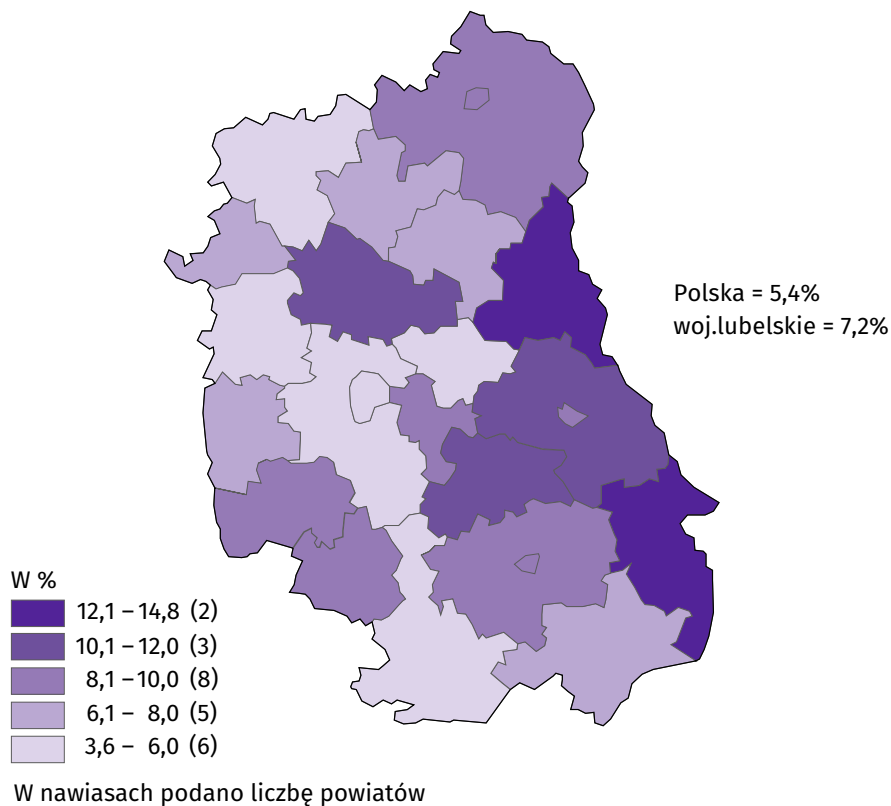 Polska = 5,4%
woj.lubelskie = 7,2%
W %
12,1 – 14,8 (2)
10,1 – 12,0 (3)
8,1 – 10,0 (8)
6,1 – 8,0 (5)
3,6 – 6,0 (6)
W nawiasach podano liczbę powiatów